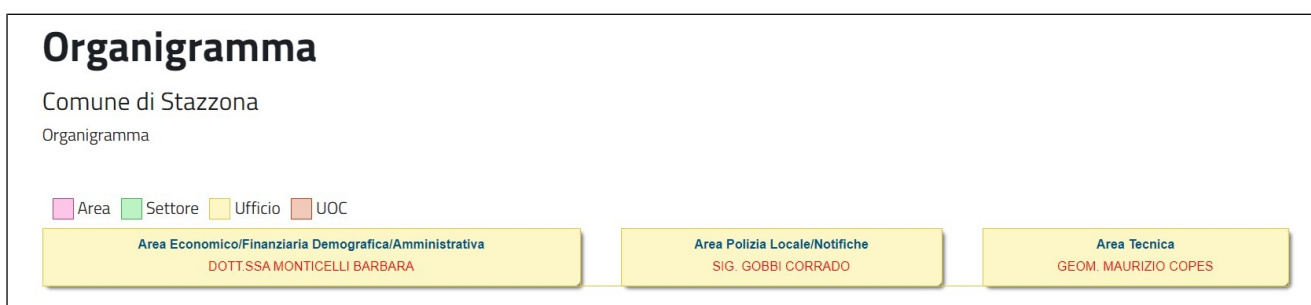 Organigramma
Comune di Stazzona
Organigramma
Area Settore Ufficio UOC
Area Economico/Finanziaria Demografica/Amministrativa
DOTT.SSA MONTICELLI BARBARA
Area Polizia Locale/Notifiche
SIG. GOBBI CORRADO
Area Tecnica
GEOM. MAURIZIO COPES